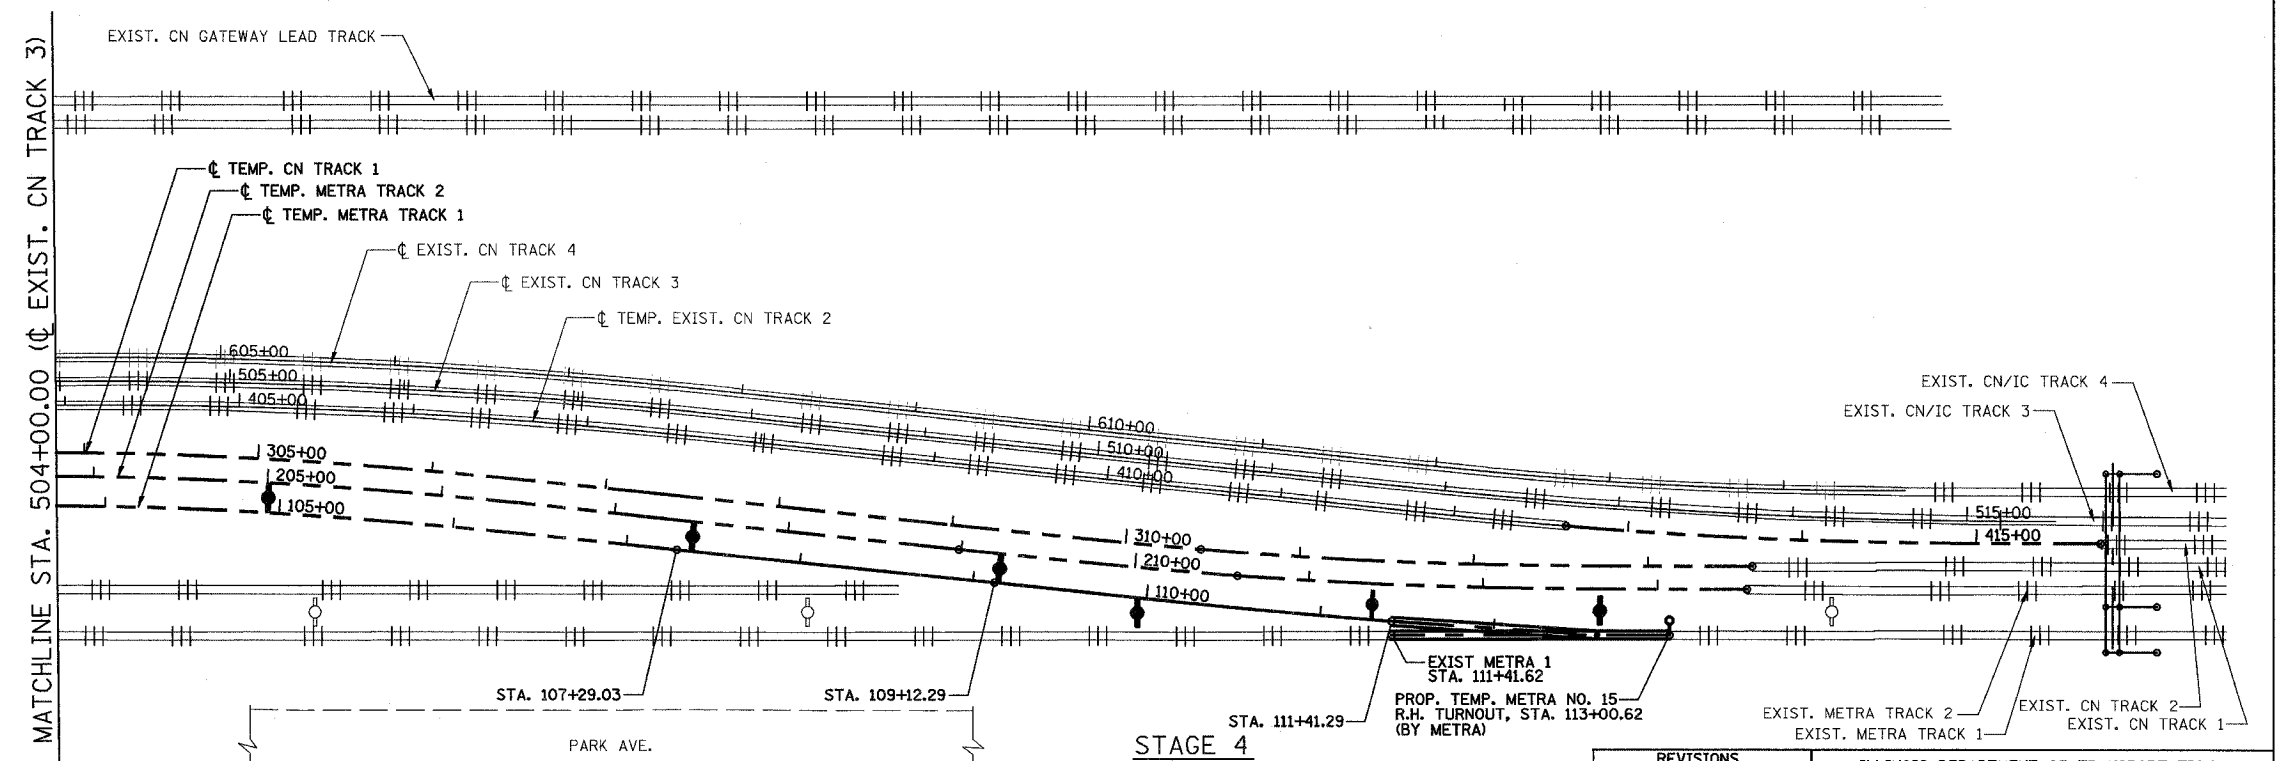 EXIST. CN GATEWAY LEAD TRACK
MATCHLINE STA. 504+00.00 (℄ EXIST. CN TRACK 3)
℄ TEMP. CN TRACK 1
℄ TEMP. METRA TRACK 2
℄ TEMP. METRA TRACK 1
℄ EXIST. CN TRACK 4
℄ EXIST. CN TRACK 3
℄ TEMP. EXIST. CN TRACK 2
605+00
505+00
405+00
305+00
205+00
105+00
610+00
510+00
410+00
310+00
210+00
110+00
EXIST. CN/IC TRACK 4
EXIST. CN/IC TRACK 3
515+00
415+00
STA. 107+29.03
STA. 109+12.29
STA. 111+41.29
EXIST METRA 1
STA. 111+41.62
PROP. TEMP. METRA NO. 15
R.H. TURNOUT, STA. 113+00.62
(BY METRA)
EXIST. METRA TRACK 2
EXIST. METRA TRACK 1
EXIST. CN TRACK 2
EXIST. CN TRACK 1
PARK AVE.
STAGE 4
REVISIONS